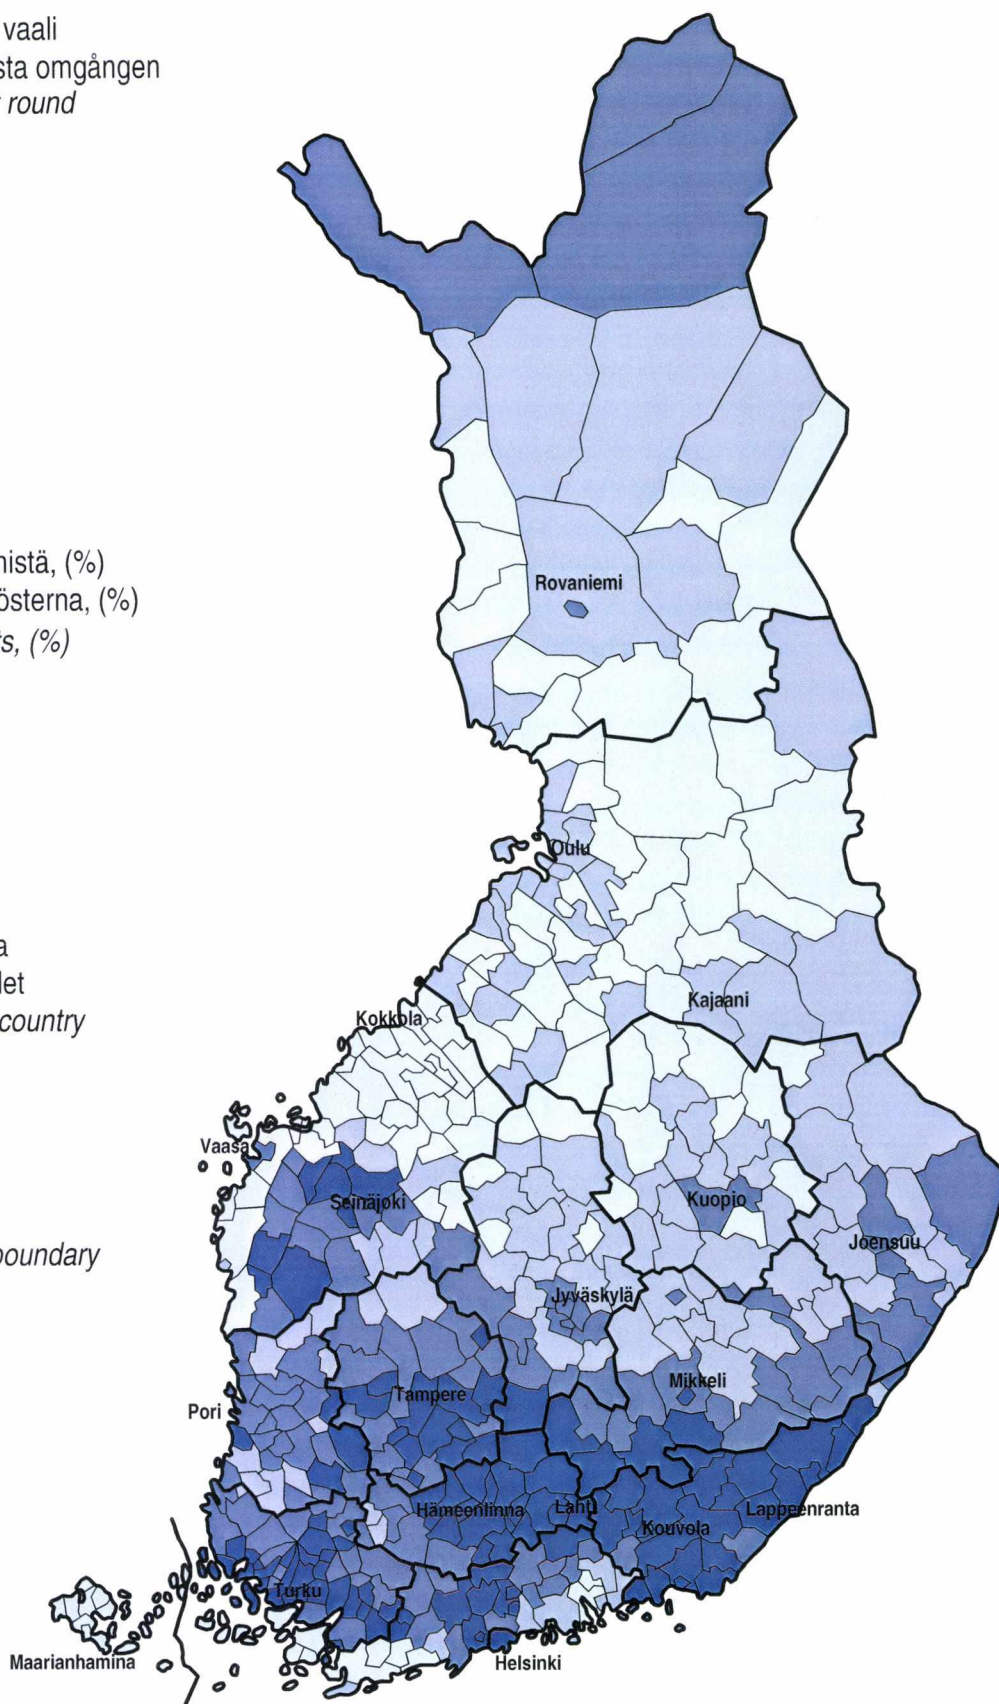 vaali
sta omgången
round
nistä, (%)
österna, (%)
s, (%)
Rovaniemi
Oulu
a
let
country
Kajaani
Kokkola
Vaasa
Seinäjoki
Kuopio
Joensuu
boundary
Jyväskylä
Mikkeli
Tampere
Pori
Hämeenlinna
Lahti
Lappeenranta
Kouvola
Turku
Maarianhamina
Helsinki